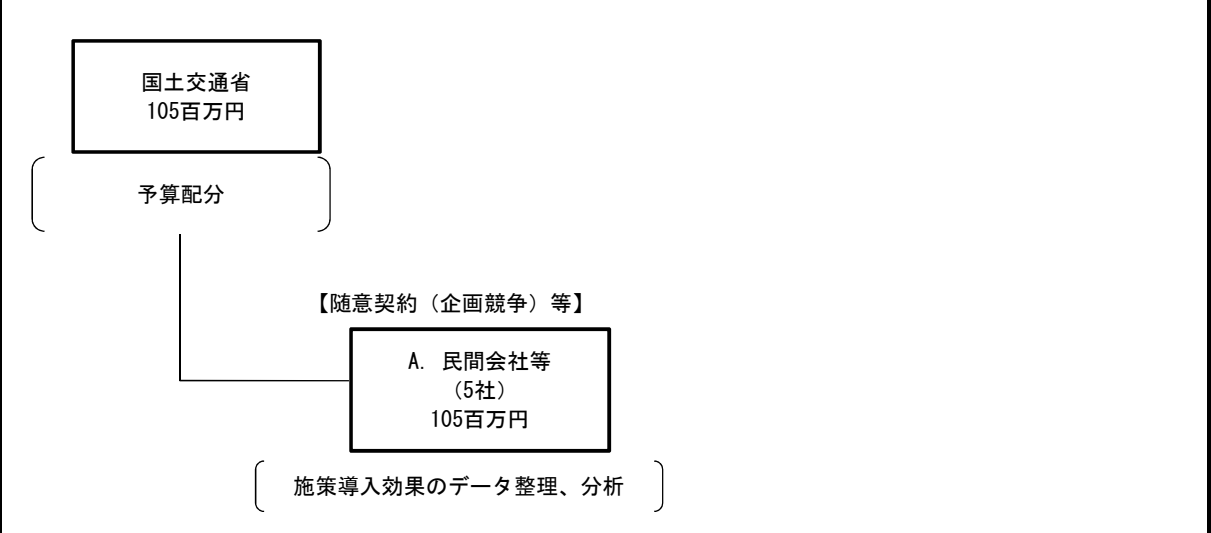 国土交通省
105百万円
予算配分
【随意契約（企画競争）等】
A. 民間会社等
（5社）
105百万円
施策導入効果のデータ整理、分析